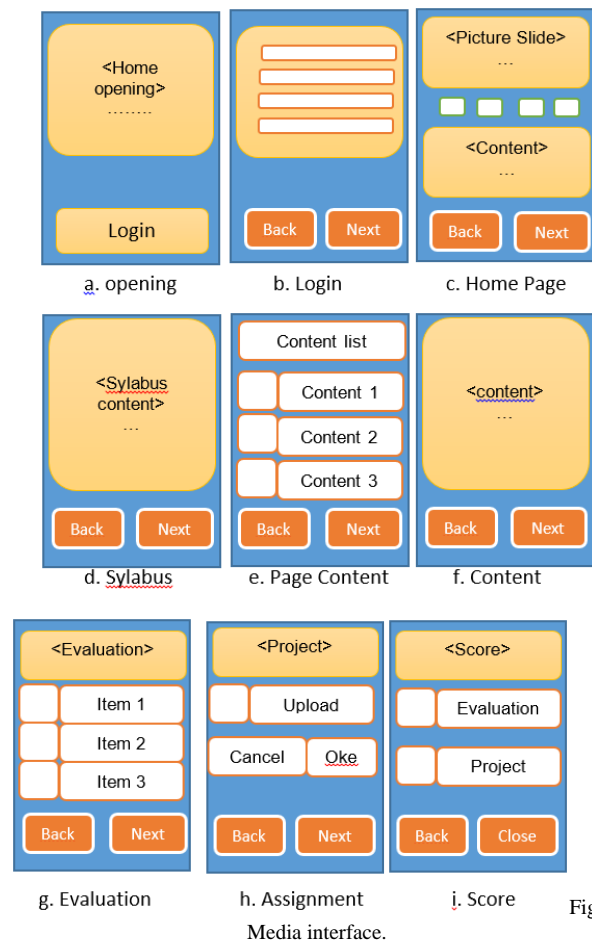 <Home
opening>
........
Login
a. opening
Back
Next
b. Login
<Picture Slide>
...
<Content>
...
Back
Next
c. Home Page
<Sylabus
content>
...
Back
Next
d. Sylabus
Content list
Content 1
Content 2
Content 3
Back
Next
e. Page Content
<content>
...
Back
Next
f. Content
<Evaluation>
Item 1
Item 2
Item 3
Back
Next
g. Evaluation
<Project>
Upload
Cancel
Oke
Back
Next
h. Assignment
<Score>
Evaluation
Project
Back
Close
i. Score
Fig
Media interface.